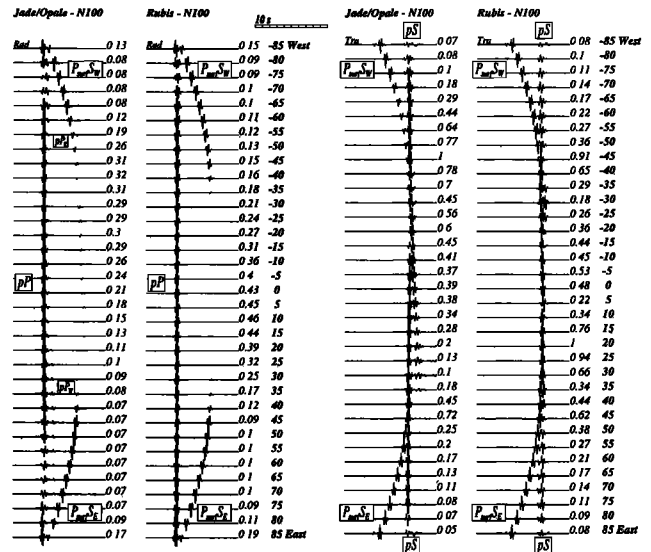 Jade/Opale - N100 Rubis - N100 Jade/Opale - N100 Rubis - N100
10 s
pS pS
Rad 0 13 Rad 0 15 -85 West Tra 0 07 Tra 0 08 -85 West
0.08 0 09 -80 0.08 0.1 -80
PnotSW 0 08 PnotSW 0 09 -75 PnotSW 0 1 PnotSW 0 11 -75
0.08 0 1 -70 0 18 0 14 -70
0 08 0 1 -65 0 29 0.17 -65
0 12 0.11 -60 0.44 0 22 -60
0 19 0.12 -55 0 64 0.27 -55
pPE 0 26 0.13 -50 0 77 0 36 -50
0 31 0 15 -45 1 0.91 -45
0 32 0 16 -40 0 78 0 65 -40
0.31 0 18 -35 0 7 0 29 -35
0.29 0.21 -30 0.45 0.18 -30
0 29 0.24 -25 0 56 0 26 -25
0.3 0.27 -20 0 6 0 36 -20
0.29 0.31 -15 0.45 0 44 -15
0 26 0.36 -10 0.41 0.45 -10
pP 0 24 pP 0 4 -5 0.37 0.53 -5
0 21 0.43 0 0.39 0 48 0
0 18 0.45 5 0.38 0 22 5
0 15 0 46 10 0 34 0.34 10
0 13 0 44 15 0.28 0 76 15
0.11 0.39 20 0 2 1 20
0 1 0.32 25 0 13 0 94 25
0 09 0.25 30 0.1 0 66 30
pPW 0.08 0.17 35 0.18 0.34 35
0.07 0.12 40 0.45 0 44 40
0 07 0.09 45 0.72 0.62 45
0 07 0 1 50 0.25 0.38 50
0 07 0 1 55 0.2 0 27 55
0.07 0 1 60 0.17 0 21 60
0.07 0 1 65 0.13 0.17 65
0 07 0 1 70 0 11 0 14 70
0.07 0.09 75 0.08 0 11 75
PnotSE 0.09 PnotSE 0.11 80 PnotSE 0 07 PnotSE 0.09 80
0 17 0 19 85 East 0 05 0.08 85 East
pS pS